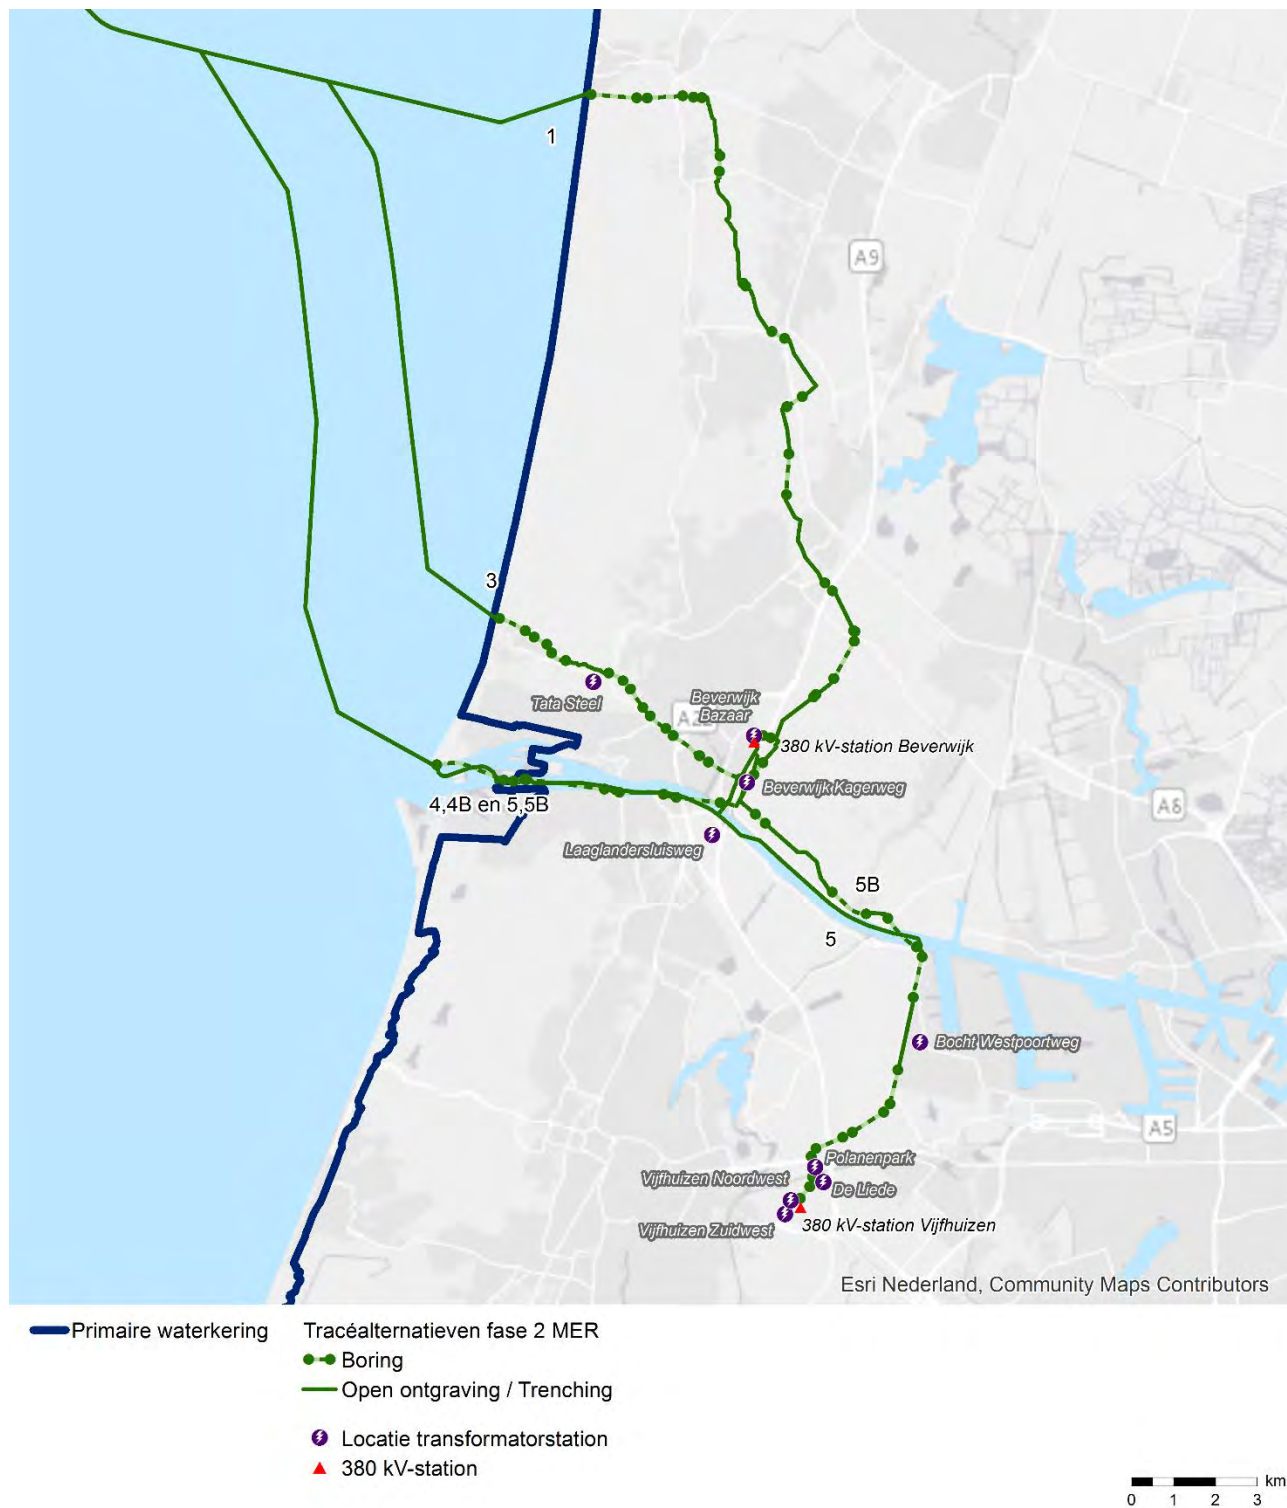 1
A9
3
Tata Steel
Beverwijk
Bazaar
A22
380 kV-station Beverwijk
Beverwijk Kagerweg
4,4B en 5,5B
A8
Laaglandersluisweg
5B
5
Bocht Westpoortweg
A5
Polanenpark
Vijfhuizen Noordwest
De Liede
380 kV-station Vijfhuizen
Vijfhuizen Zuidwest
Esri Nederland, Community Maps Contributors
Primaire waterkering
Tracéalternatieven fase 2 MER
Boring
Open ontgraving / Trenching
Locatie transformatorstation
380 kV-station
km
0 1 2 3